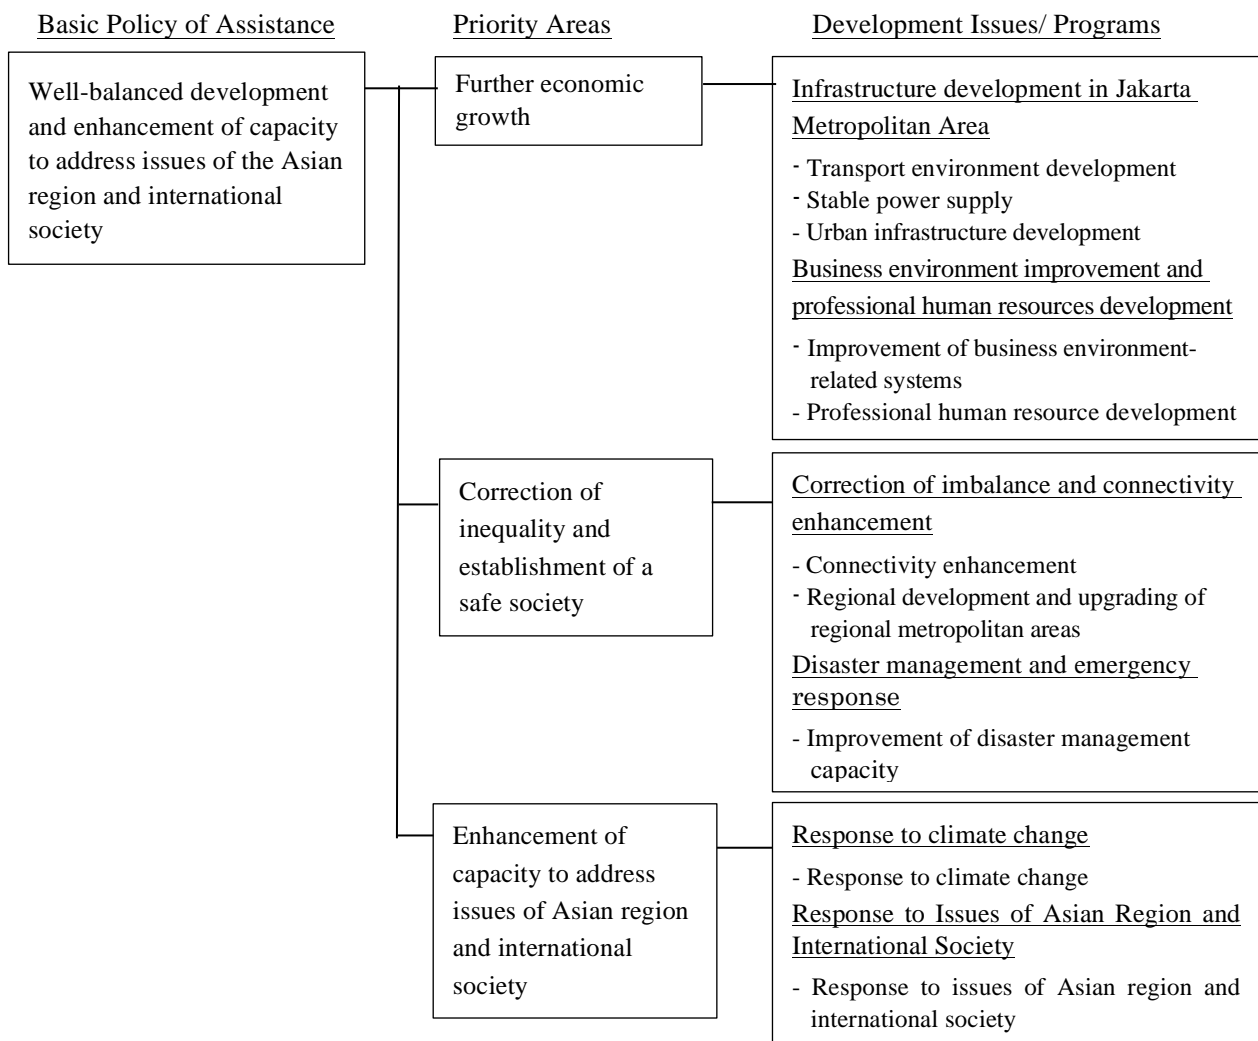 Basic Policy of Assistance
Priority Areas
Development Issues/ Programs
Well-balanced development
and enhancement of capacity
to address issues of the Asian
region and international
society
Further economic
growth
Infrastructure development in Jakarta
Metropolitan Area
- Transport environment development
- Stable power supply
- Urban infrastructure development
Business environment improvement and
professional human resources development
- Improvement of business environment-
related systems
- Professional human resource development
Correction of
inequality and
establishment of a
safe society
Correction of imbalance and connectivity
enhancement
- Connectivity enhancement
- Regional development and upgrading of
regional metropolitan areas
Disaster management and emergency
response
- Improvement of disaster management
capacity
Enhancement of
capacity to address
issues of Asian region
and international
society
Response to climate change
- Response to climate change
Response to Issues of Asian Region and
International Society
- Response to issues of Asian region and
international society